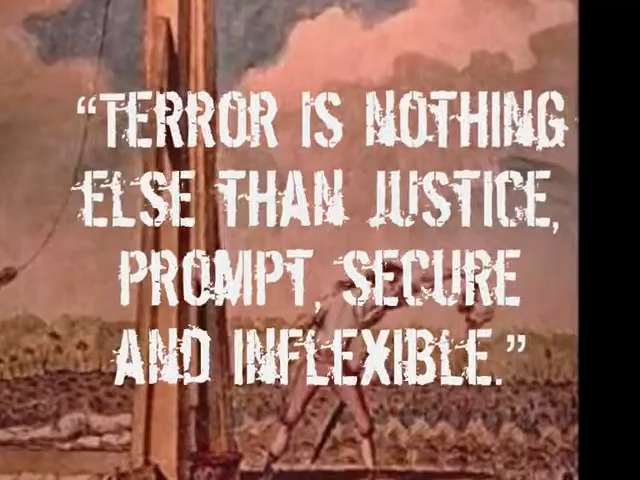 “TERROR IS NOTHING
ELSE THAN JUSTICE,
PROMPT, SECURE
AND INFLEXIBLE.”